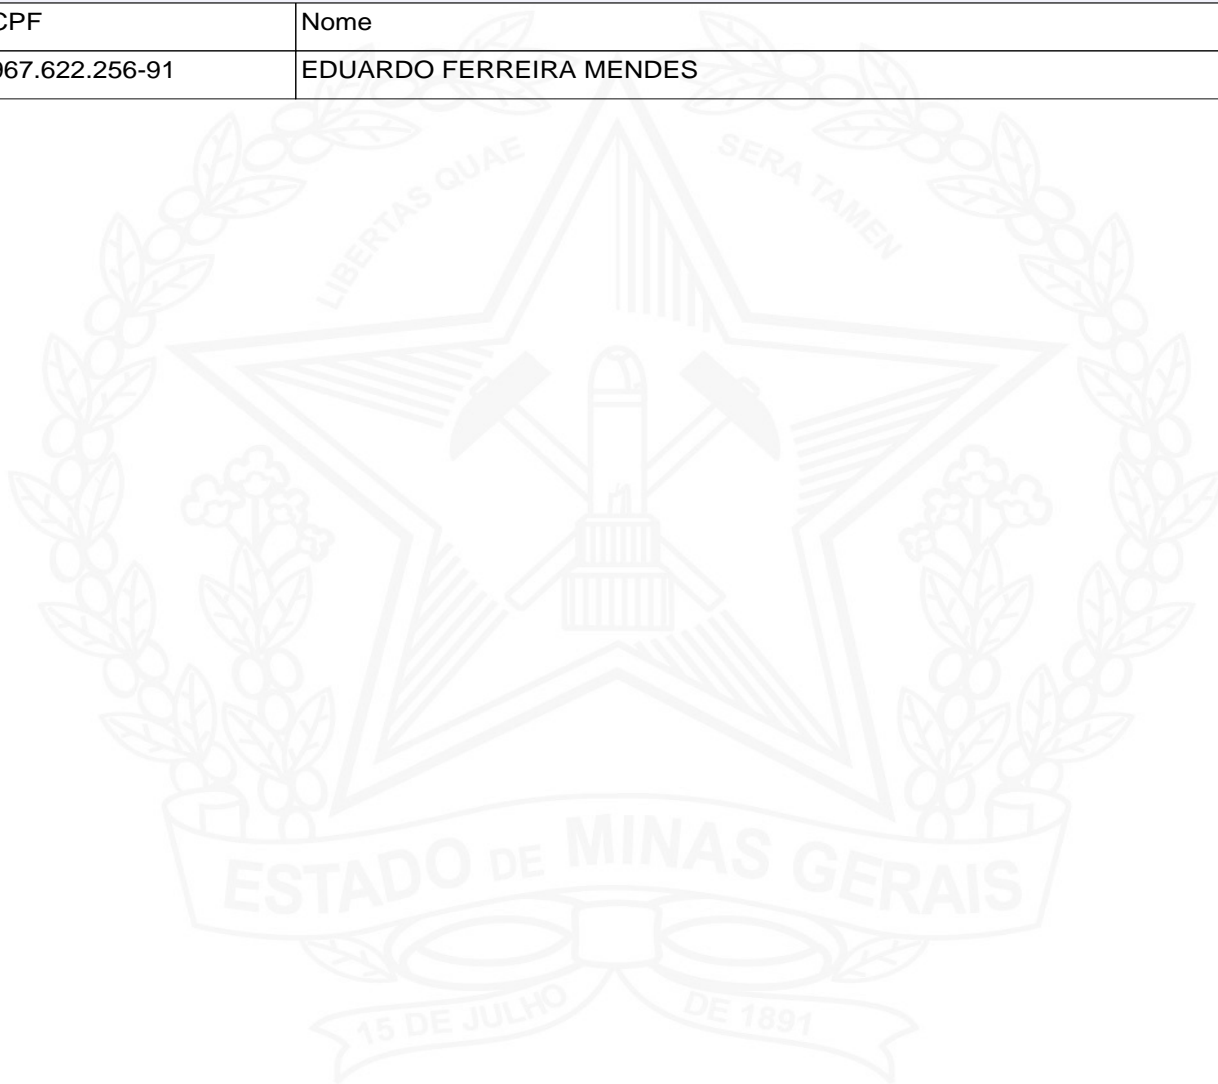 CPF Nome
967.622.256-91 EDUARDO FERREIRA MENDES
LIBERTAS QUAE SERA TAMEN
ESTADO DE MINAS GERAIS
15 DE JULHO DE 1891